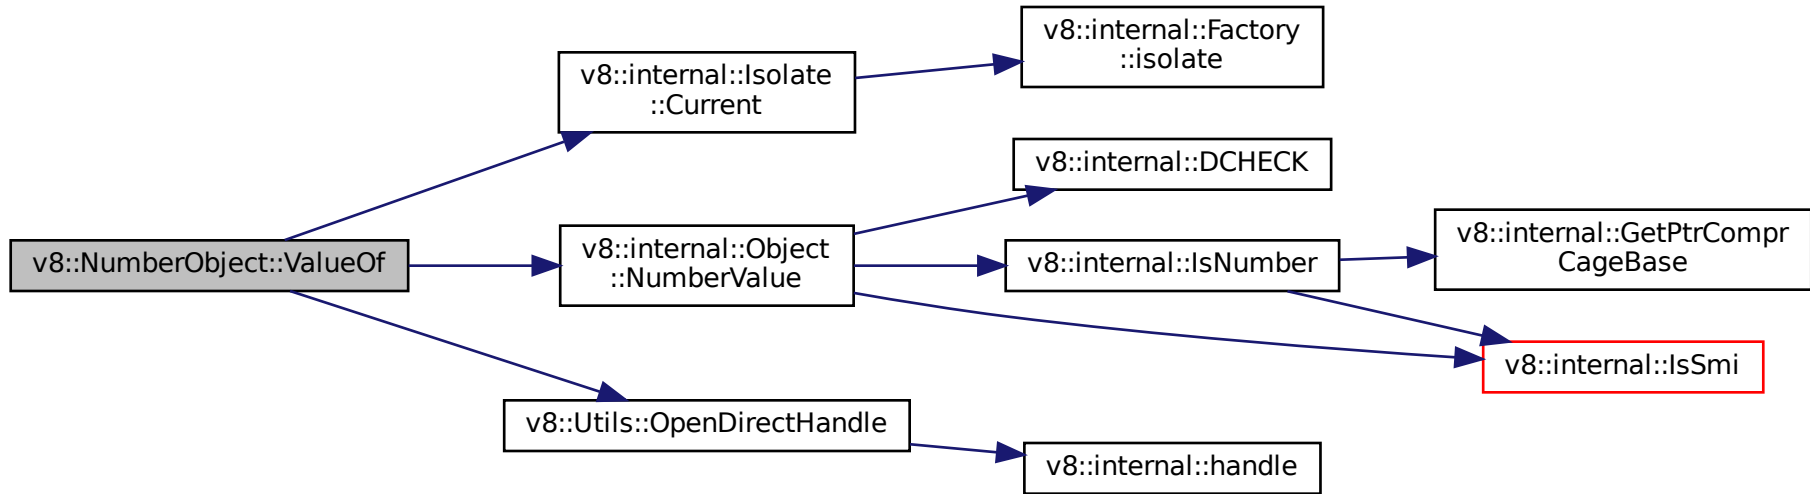 v8::NumberObject::ValueOf
v8::internal::Isolate
::Current
v8::internal::Factory
::isolate
v8::internal::Object
::NumberValue
v8::internal::DCHECK
v8::internal::IsNumber
v8::internal::GetPtrCompr
CageBase
v8::internal::IsSmi
v8::Utils::OpenDirectHandle
v8::internal::handle